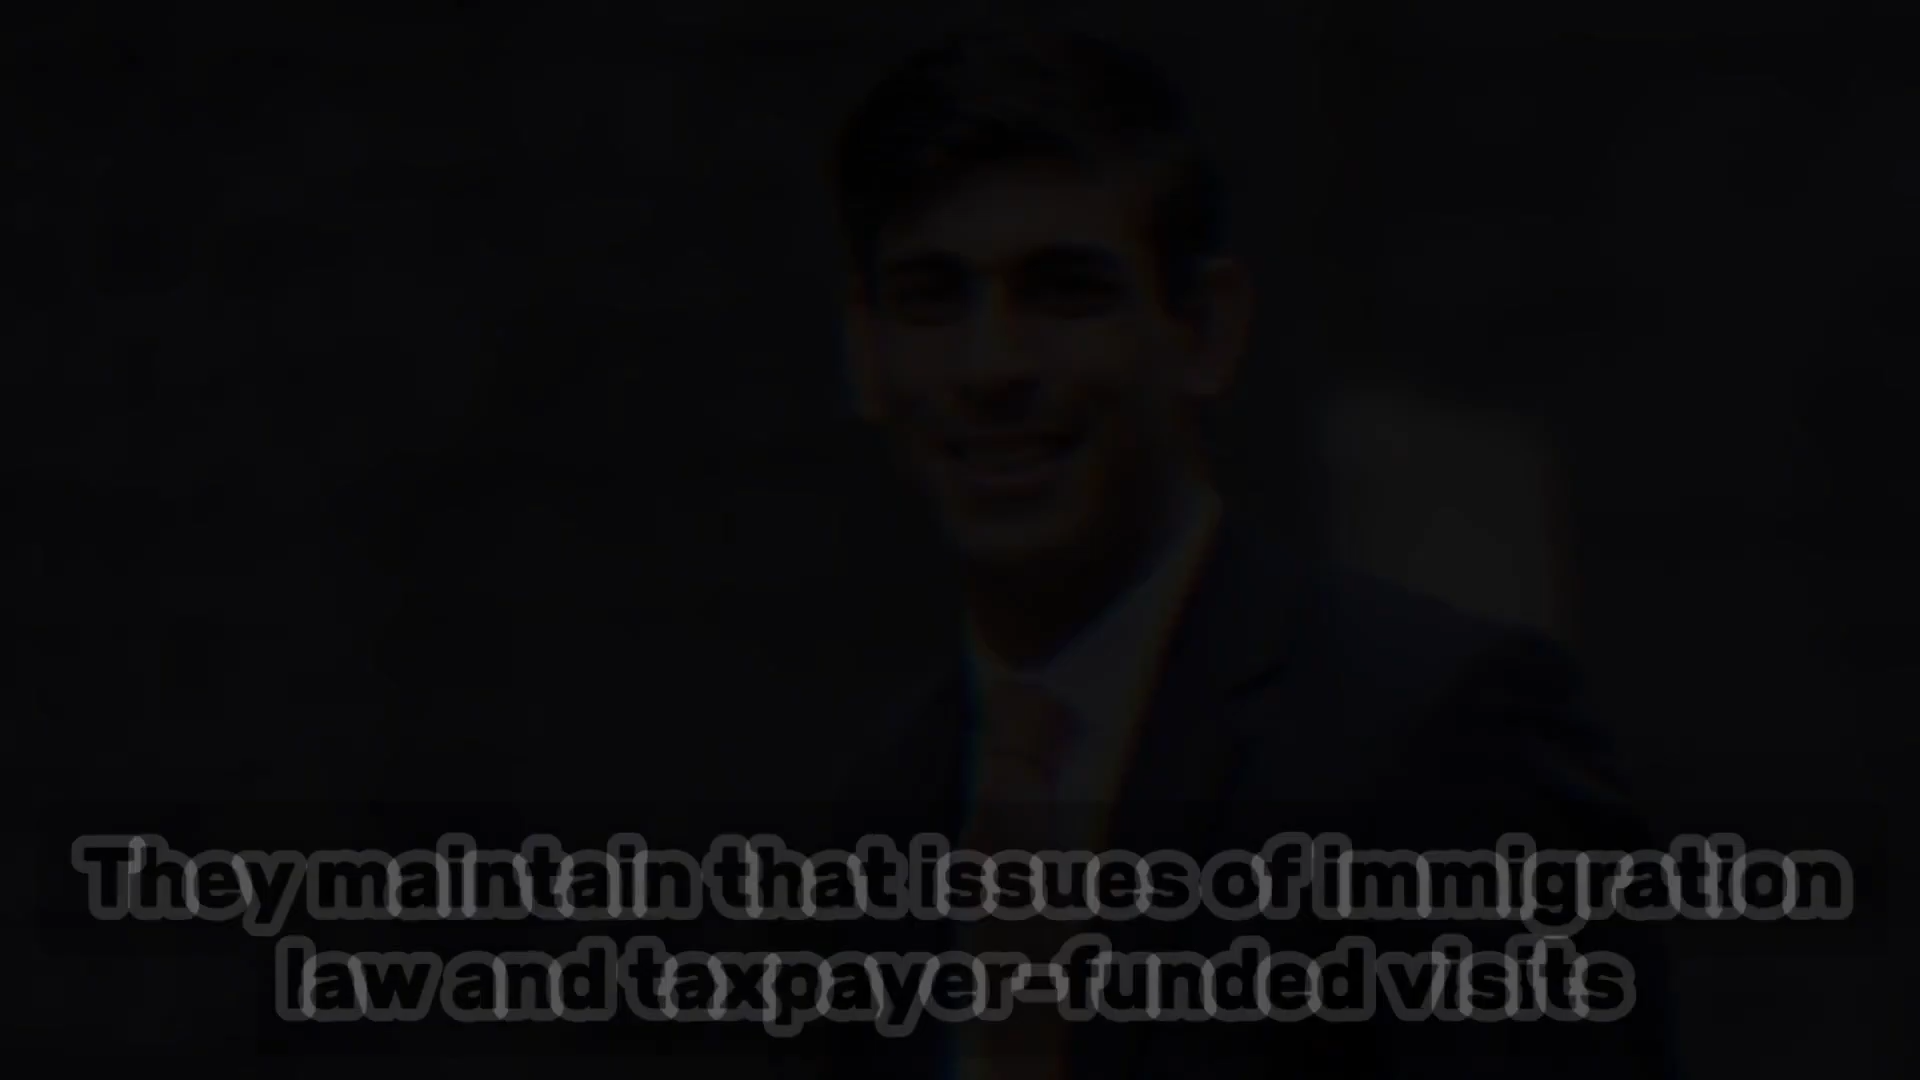 They maintain that issues of immigration
law and taxpayer-funded visits